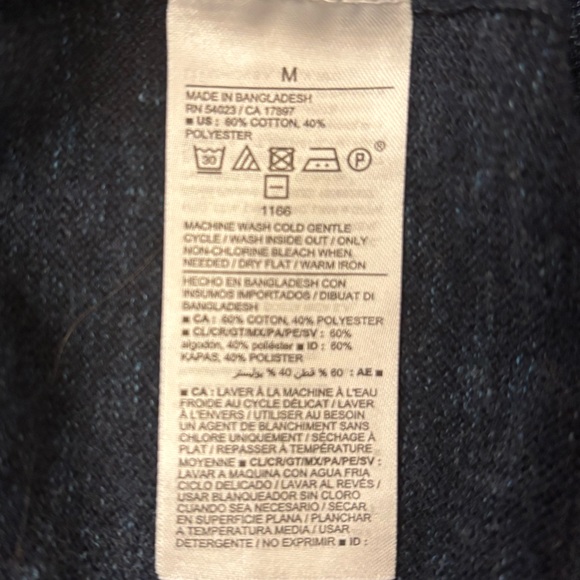 M
MADE IN BANGLADESH
RN 54023 / CA 17897
■ US : 60% COTTON, 40%
POLYESTER
30 P ®
1166
MACHINE WASH COLD GENTLE
CYCLE / WASH INSIDE OUT / ONLY
NON-CHLORINE BLEACH WHEN
NEEDED / DRY FLAT / WARM IRON
HECHO EN BANGLADESH CON
INSUMOS IMPORTADOS / DIBUAT DI
BANGLADESH
■ CA : 60% COTON, 40% POLYESTER
■ CL/CR/GT/MX/PA/PE/SV : 60%
algodón, 40% poliéster ■ ID : 60%
KAPAS, 40% POLISTER
■ AE : 60 % قطن 40 % بوليستر
■ CA : LAVER À LA MACHINE À L'EAU
FROIDE AU CYCLE DÉLICAT / LAVER
À L'ENVERS / UTILISER AU BESOIN
UN AGENT DE BLANCHIMENT SANS
CHLORE UNIQUEMENT / SÉCHAGE À
PLAT / REPASSER À TEMPÉRATURE
MOYENNE ■ CL/CR/GT/MX/PA/PE/SV :
LAVAR A MAQUINA CON AGUA FRIA
CICLO DELICADO / LAVAR AL REVÉS /
USAR BLANQUEADOR SIN CLORO
CUANDO SEA NECESARIO / SECAR
EN SUPERFICIE PLANA / PLANCHAR
A TEMPERATURA MEDIA / USAR
DETERGENTE / NO EXPRIMIR ■ ID :